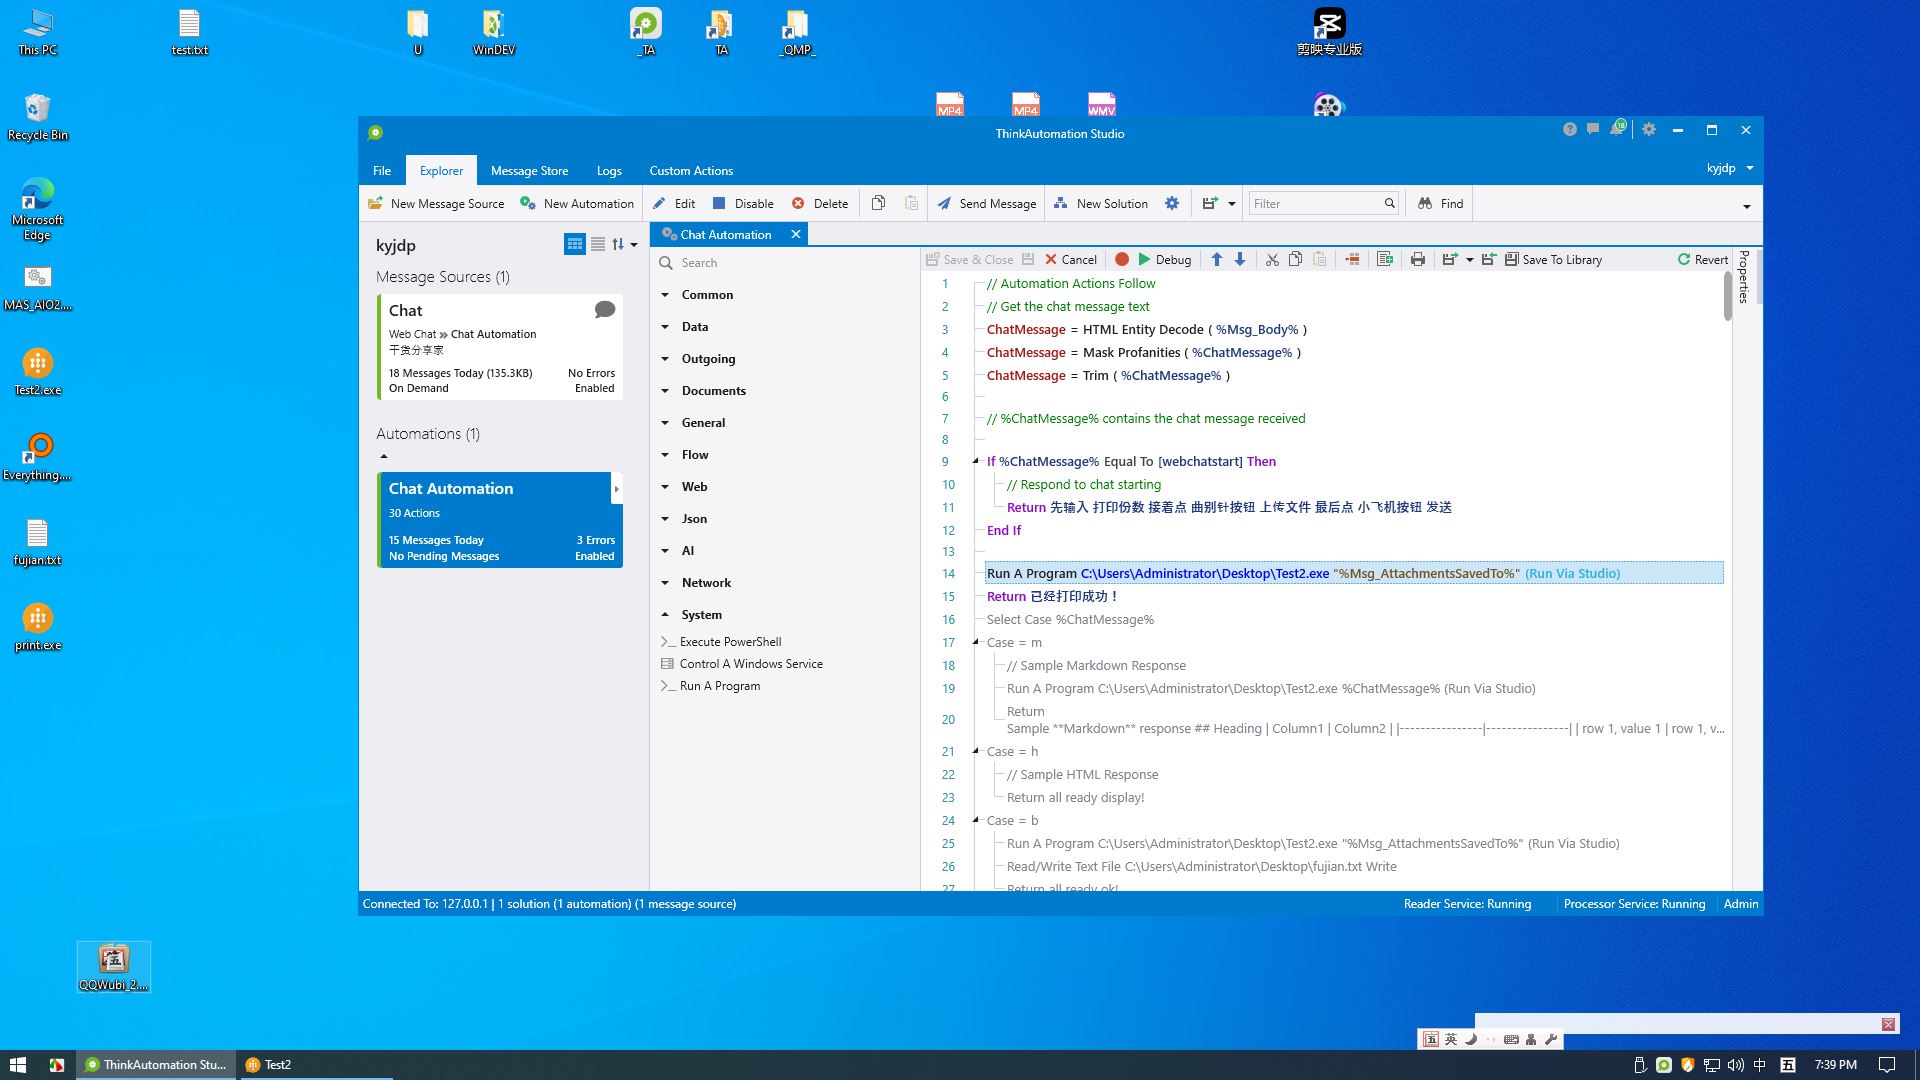 This PC
test.txt
U
WinDEV
_TA
TA
_QMP_
剪映专业版
Recycle Bin
MP4
MP4
WMV
Microsoft
Edge
MAS_AIO2....
Test2.exe
Everything....
fujian.txt
print.exe
QQWubi_2....
ThinkAutomation Studio
18
File
Explorer
Message Store
Logs
Custom Actions
kyjdp
New Message Source
New Automation
Edit
Disable
Delete
Send Message
New Solution
Filter
Find
kyjdp
Message Sources (1)
Chat
Web Chat » Chat Automation
干货分享家
18 Messages Today (135.3KB) No Errors
On Demand Enabled
Automations (1)
Chat Automation
30 Actions
15 Messages Today 3 Errors
No Pending Messages Enabled
Chat Automation
Search
Common
Data
Outgoing
Documents
General
Flow
Web
Json
AI
Network
System
Execute PowerShell
Control A Windows Service
Run A Program
Save & Close
Cancel
Debug
Save To Library
Revert
Properties
1 // Automation Actions Follow
2 // Get the chat message text
3 ChatMessage = HTML Entity Decode ( %Msg_Body% )
4 ChatMessage = Mask Profanities ( %ChatMessage% )
5 ChatMessage = Trim ( %ChatMessage% )
6
7 // %ChatMessage% contains the chat message received
8
9 If %ChatMessage% Equal To [webchatstart] Then
10 // Respond to chat starting
11 Return 先输入 打印份数 接着点 曲别针按钮 上传文件 最后点 小飞机按钮 发送
12 End If
13
14 Run A Program C:\Users\Administrator\Desktop\Test2.exe "%Msg_AttachmentsSavedTo%" (Run Via Studio)
15 Return 已经打印成功！
16 Select Case %ChatMessage%
17 Case = m
18 // Sample Markdown Response
19 Run A Program C:\Users\Administrator\Desktop\Test2.exe %ChatMessage% (Run Via Studio)
20 Return
Sample **Markdown** response ## Heading | Column1 | Column2 | |----------------|----------------| | row 1, value 1 | row 1, v...
21 Case = h
22 // Sample HTML Response
23 Return all ready display!
24 Case = b
25 Run A Program C:\Users\Administrator\Desktop\Test2.exe "%Msg_AttachmentsSavedTo%" (Run Via Studio)
26 Read/Write Text File C:\Users\Administrator\Desktop\fujian.txt Write
27 Return all ready ok!
Connected To: 127.0.0.1 | 1 solution (1 automation) (1 message source)
Reader Service: Running
Processor Service: Running
Admin
五 英
ThinkAutomation Stu...
Test2
中
五
7:39 PM